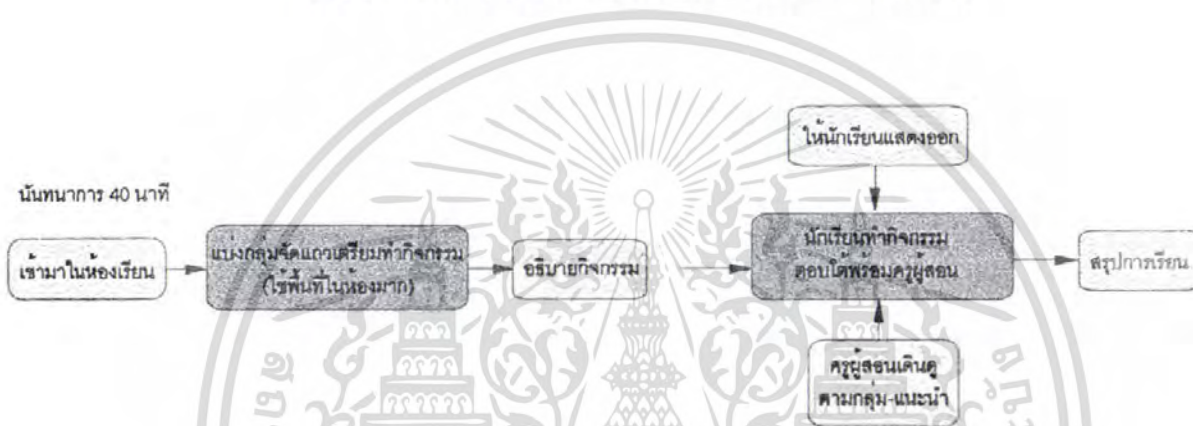 นันทนาการ 40 นาที
เข้ามาในห้องเรียน
แบ่งกลุ่มจัดแถวเตรียมทำกิจกรรม
(ใช้พื้นที่ในห้องมาก)
อธิบายกิจกรรม
ให้นักเรียนแสดงออก
นักเรียนทำกิจกรรม
ตอบโต้พร้อมครูผู้สอน
ครูผู้สอนเดินดู
ตามกลุ่ม-แนะนำ
สรุปการเรียน